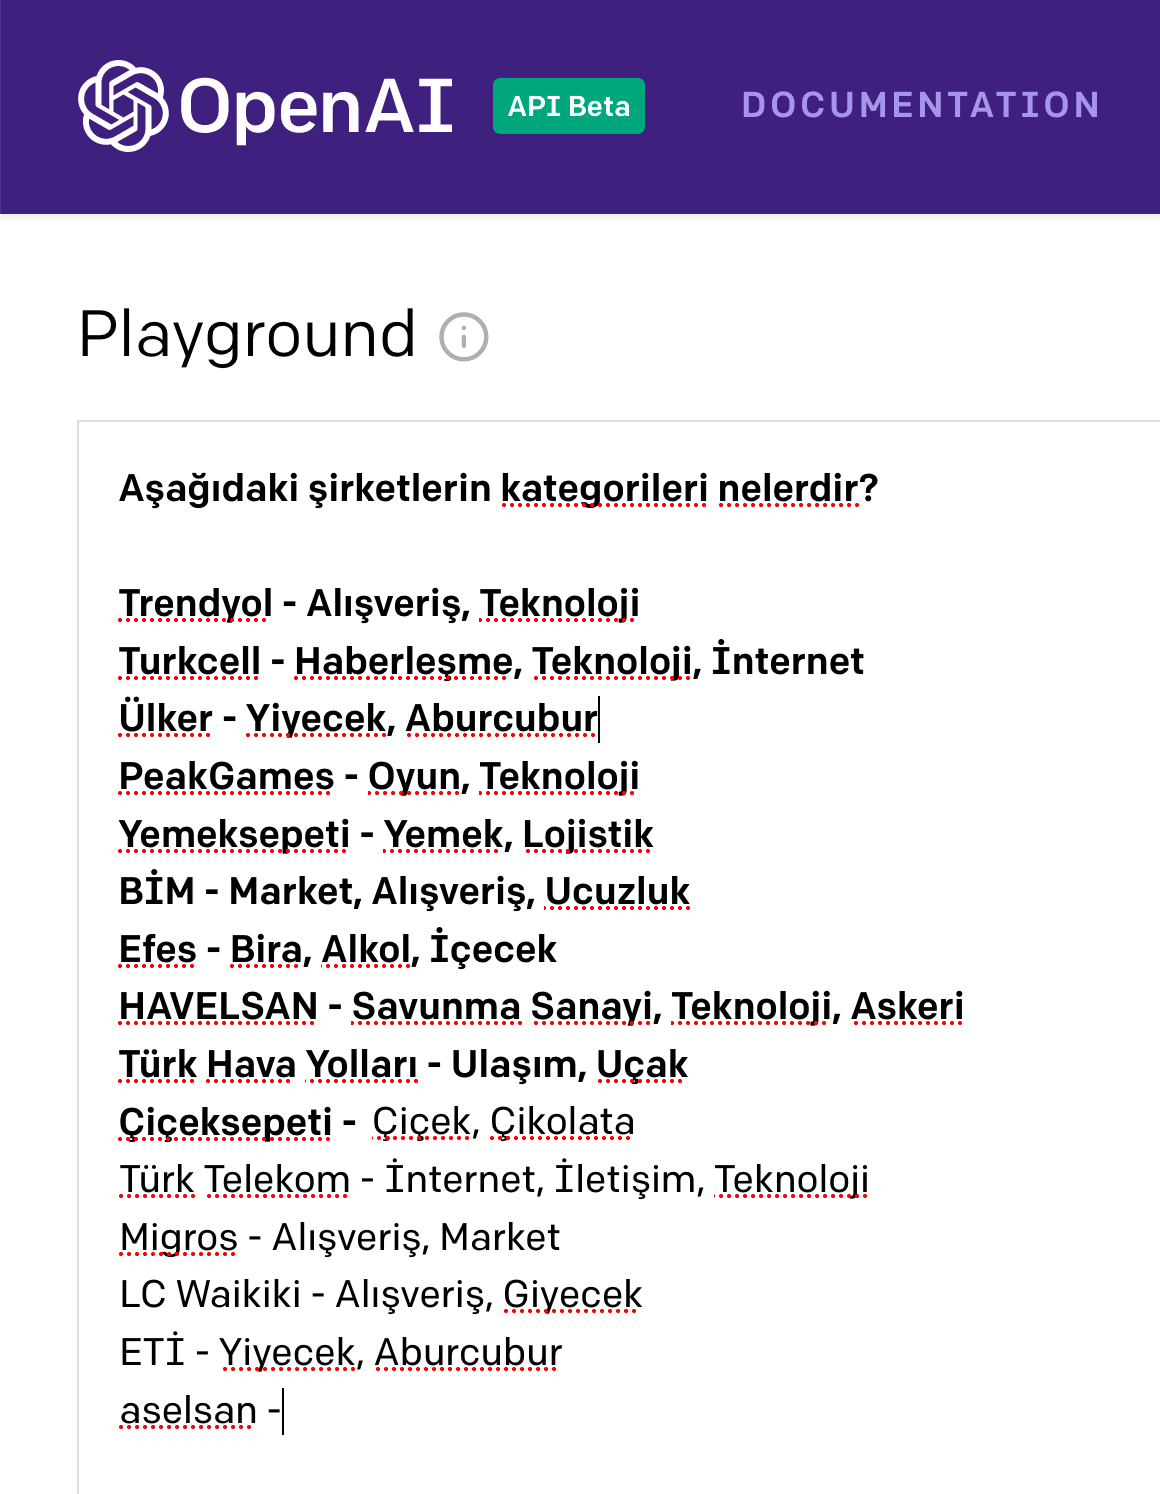 OpenAI API Beta DOCUMENTATION
Playground
Aşağıdaki şirketlerin kategorileri nelerdir?
Trendyol - Alışveriş, Teknoloji
Turkcell - Haberleşme, Teknoloji, İnternet
Ülker - Yiyecek, Aburcubur
PeakGames - Oyun, Teknoloji
Yemeksepeti - Yemek, Lojistik
BİM - Market, Alışveriş, Ucuzluk
Efes - Bira, Alkol, İçecek
HAVELSAN - Savunma Sanayi, Teknoloji, Askeri
Türk Hava Yolları - Ulaşım, Uçak
Çiçeksepeti - Çiçek, Çikolata
Türk Telekom - İnternet, İletişim, Teknoloji
Migros - Alışveriş, Market
LC Waikiki - Alışveriş, Giyecek
ETİ - Yiyecek, Aburcubur
aselsan -